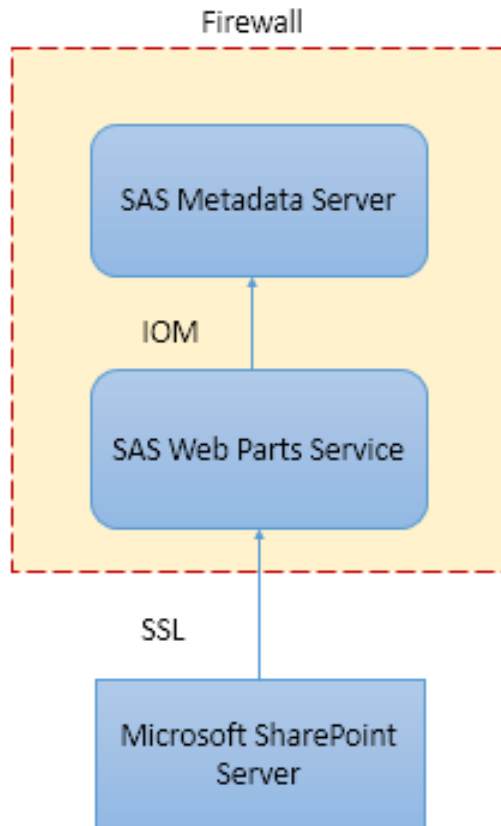 Firewall
SAS Metadata Server
IOM
SAS Web Parts Service
SSL
Microsoft SharePoint
Server